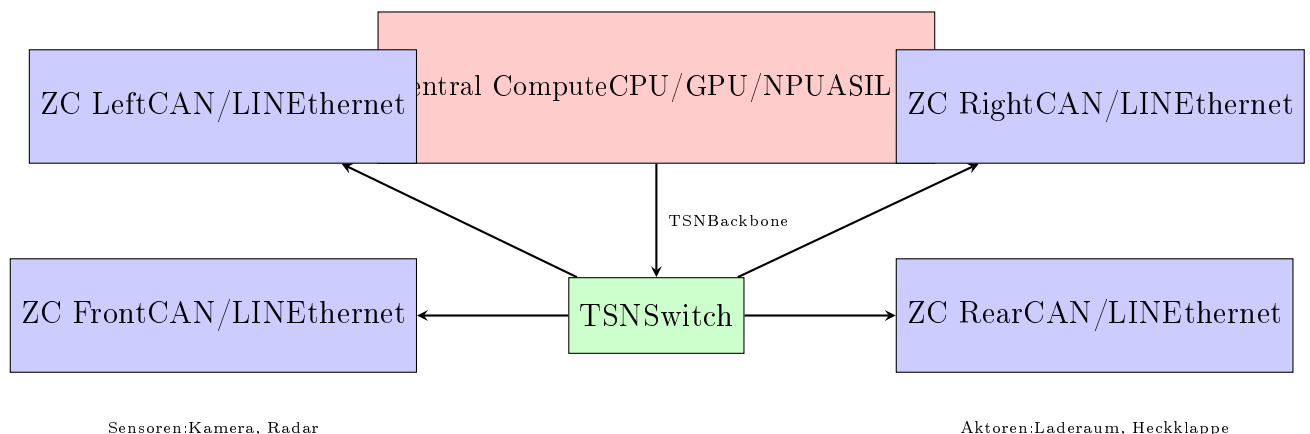 entral ComputeCPU/GPU/NPUASIL
ZC LeftCAN/LINEthernet
ZC RightCAN/LINEthernet
TSNBackbone
ZC FrontCAN/LINEthernet
TSNSwitch
ZC RearCAN/LINEthernet
Sensoren:Kamera, Radar
Aktoren:Laderaum, Heckklappe